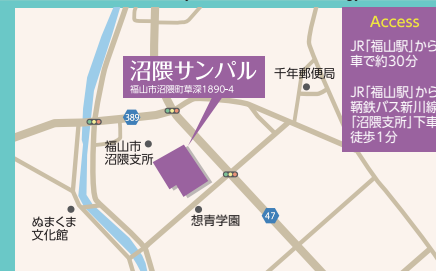 Access
JR「福山駅」から
車で約30分
JR「福山駅」から
鞆鉄バス新川線
「沼隈支所」下車
徒歩1分
沼隈サンパル
福山市沼隈町草深1890-4
千年郵便局
389
福山市
沼隈支所
想青学園
47
ぬまくま
文化館